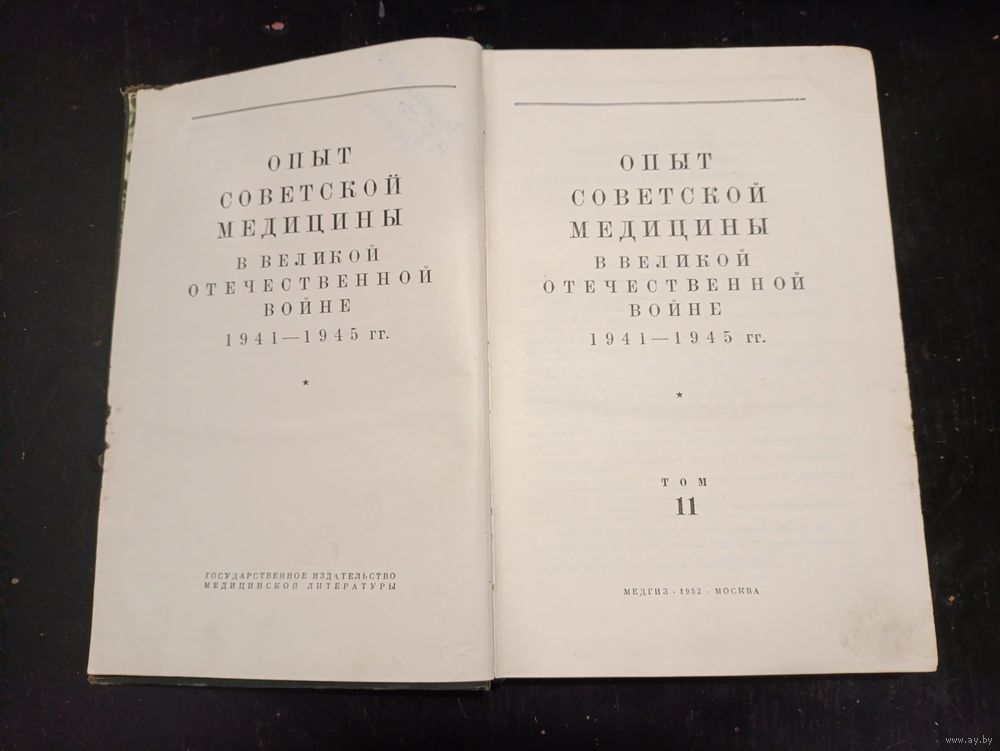 ОПЫТ
СОВЕТСКОЙ
МЕДИЦИНЫ
В ВЕЛИКОЙ
ОТЕЧЕСТВЕННОЙ
ВОЙНЕ
1941—1945 гг.
*
ГОСУДАРСТВЕННОЕ ИЗДАТЕЛЬСТВО
МЕДИЦИНСКОЙ ЛИТЕРАТУРЫ
ОПЫТ
СОВЕТСКОЙ
МЕДИЦИНЫ
В ВЕЛИКОЙ
ОТЕЧЕСТВЕННОЙ
ВОЙНЕ
1941—1945 гг.
*
ТОМ
11
МЕДГИЗ · 1952 · МОСКВА
www.ay.by